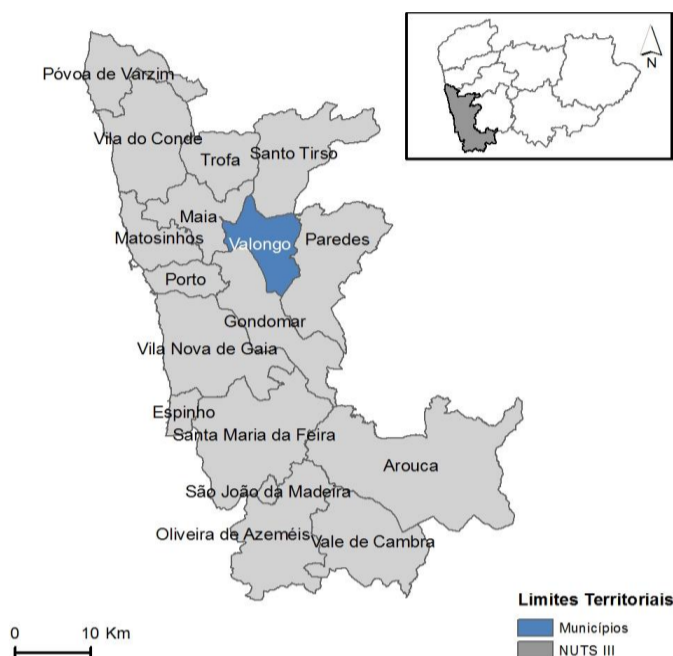 N
Póvoa de Varzim
Vila do Conde
Trofa
Santo Tirso
Maia
Matosinhos
Valongo
Paredes
Porto
Gondomar
Vila Nova de Gaia
Espinho
Santa Maria da Feira
Arouca
São João da Madeira
Oliveira de Azeméis
Vale de Cambra
Limites Territoriais
0 10 Km
Municípios
NUTS III